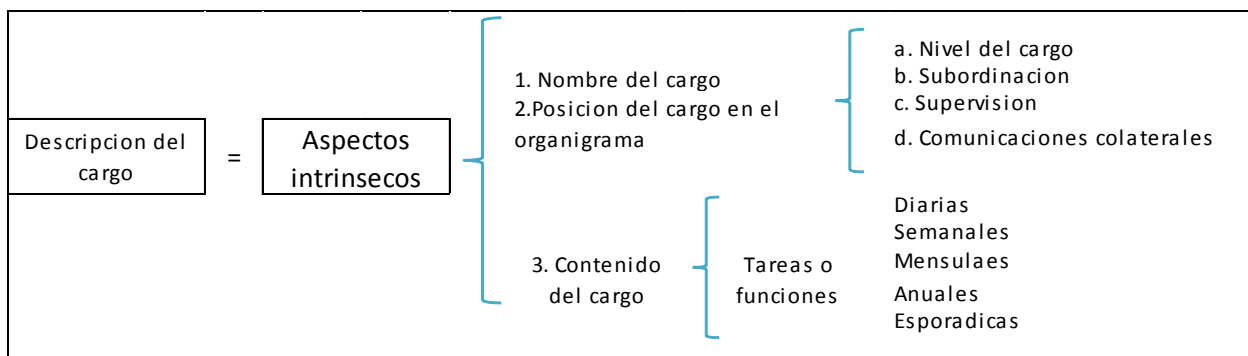 Descripcion del
cargo
=
Aspectos
intrinsecos
1. Nombre del cargo
2.Posicion del cargo en el
organigrama
a. Nivel del cargo
b. Subordinacion
c. Supervision
d. Comunicaciones colaterales
3. Contenido
del cargo
Tareas o
funciones
Diarias
Semanales
Mensulaes
Anuales
Esporadicas